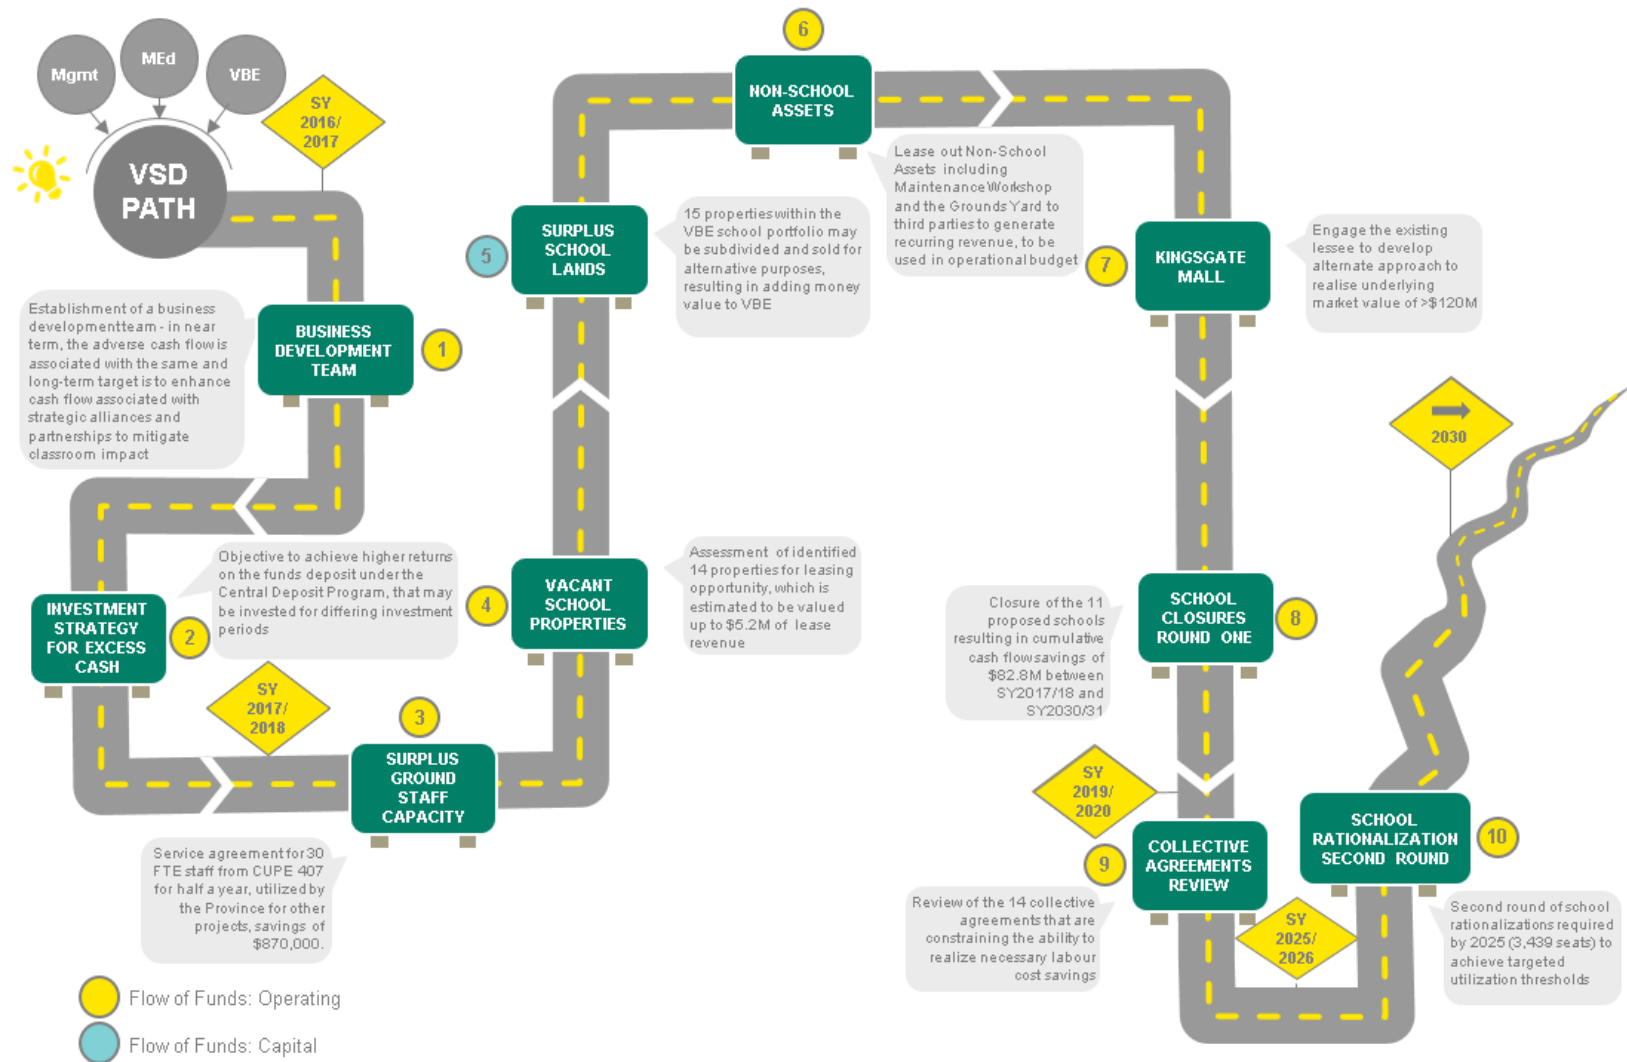 Mgmt
MEd
VBE
VSD
PATH
SY
2016/
2017
BUSINESS
DEVELOPMENT
TEAM
1
Establishment of a business
development team - in near
term, the adverse cash flow is
associated with the same and
long-term target is to enhance
cash flow associated with
strategic alliances and
partnerships to mitigate
classroom impact
INVESTMENT
STRATEGY
FOR EXCESS
CASH
2
Objective to achieve higher returns
on the funds deposit under the
Central Deposit Program, that may
be invested for differing investment
periods
SY
2017/
2018
3
SURPLUS
GROUND
STAFF
CAPACITY
Service agreement for 30
FTE staff from CUPE 407
for half a year, utilized by
the Province for other
projects, savings of
$870,000.
4
VACANT
SCHOOL
PROPERTIES
Assessment of identified
14 properties for leasing
opportunity, which is
estimated to be valued
up to $5.2M of lease
revenue
5
SURPLUS
SCHOOL
LANDS
15 properties within the
VBE school portfolio may
be subdivided and sold for
alternative purposes,
resulting in adding money
value to VBE
6
NON-SCHOOL
ASSETS
Lease out Non-School
Assets including
Maintenance Workshop
and the Grounds Yard to
third parties to generate
recurring revenue, to be
used in operational budget
7
KINGSGATE
MALL
Engage the existing
lessee to develop
alternate approach to
realise underlying
market value of >$120M
SCHOOL
CLOSURES
ROUND ONE
8
Closure of the 11
proposed schools
resulting in cumulative
cash flow savings of
$82.8M between
SY2017/18 and
SY2030/31
SY
2019/
2020
9
COLLECTIVE
AGREEMENTS
REVIEW
Review of the 14 collective
agreements that are
constraining the ability to
realize necessary labour
cost savings
SY
2025/
2026
SCHOOL
RATIONALIZATION
SECOND ROUND
10
Second round of school
rationalizations required
by 2025 (3,439 seats) to
achieve targeted
utilization thresholds
2030
Flow of Funds: Operating
Flow of Funds: Capital